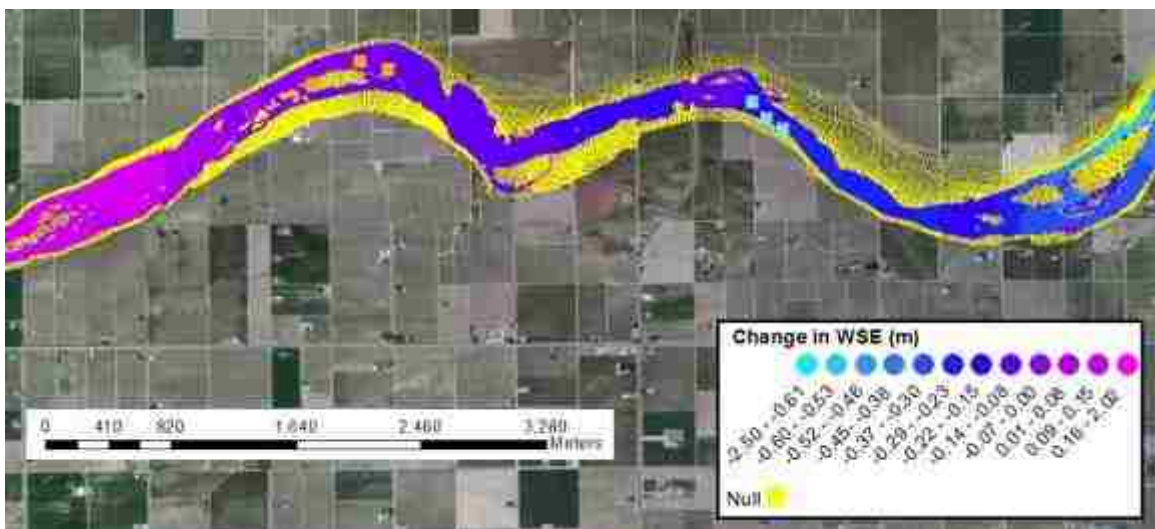 Change in WSE (m)
-2.50 - -0.61
-0.60 - -0.53
-0.52 - -0.46
-0.45 - -0.38
-0.37 - -0.30
-0.29 - -0.23
-0.22 - -0.15
-0.14 - -0.08
-0.07 - 0.00
0.01 - 0.08
0.09 - 0.15
0.16 - 2.02
Null
0 410 820 1,640 2,460 3,280
Meters